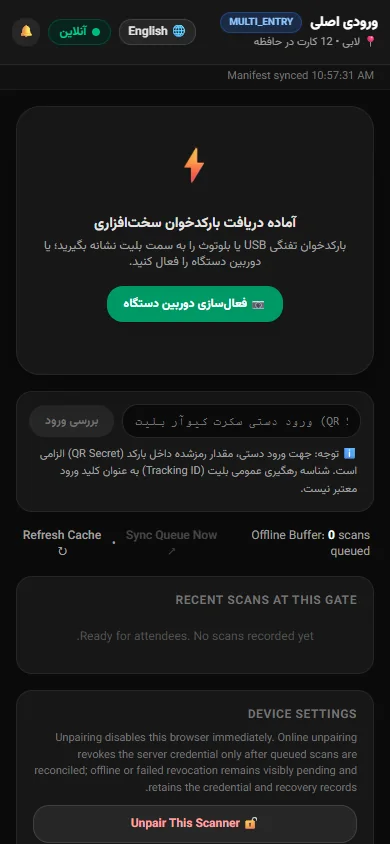 ورودی اصلی MULTI_ENTRY
English
آنلاین
لابی • 12 کارت در حافظه
Manifest synced 10:57:31 AM
آماده دریافت بارکدخوان سخت‌افزاری
بارکدخوان تفنگی USB یا بلوتوث را به سمت بلیت نشانه بگیرید؛ یا
دوربین دستگاه را فعال کنید.
فعال‌سازی دوربین دستگاه
ورود دستی سکرت کیوآر بلیت (QR
بررسی ورود
توجه: جهت ورود دستی، مقدار رمزشده داخل بارکد (QR Secret) الزامی
است. شناسه رهگیری عمومی بلیت (Tracking ID) به عنوان کلید ورود
معتبر نیست.
Offline Buffer: 0 scans
queued
Sync Queue Now
↗
•
Refresh Cache
↻
RECENT SCANS AT THIS GATE
Ready for attendees. No scans recorded yet.
DEVICE SETTINGS
Unpairing disables this browser immediately. Online unpairing
revokes the server credential only after queued scans are
reconciled; offline or failed revocation remains visibly pending and
retains the credential and recovery records.
Unpair This Scanner